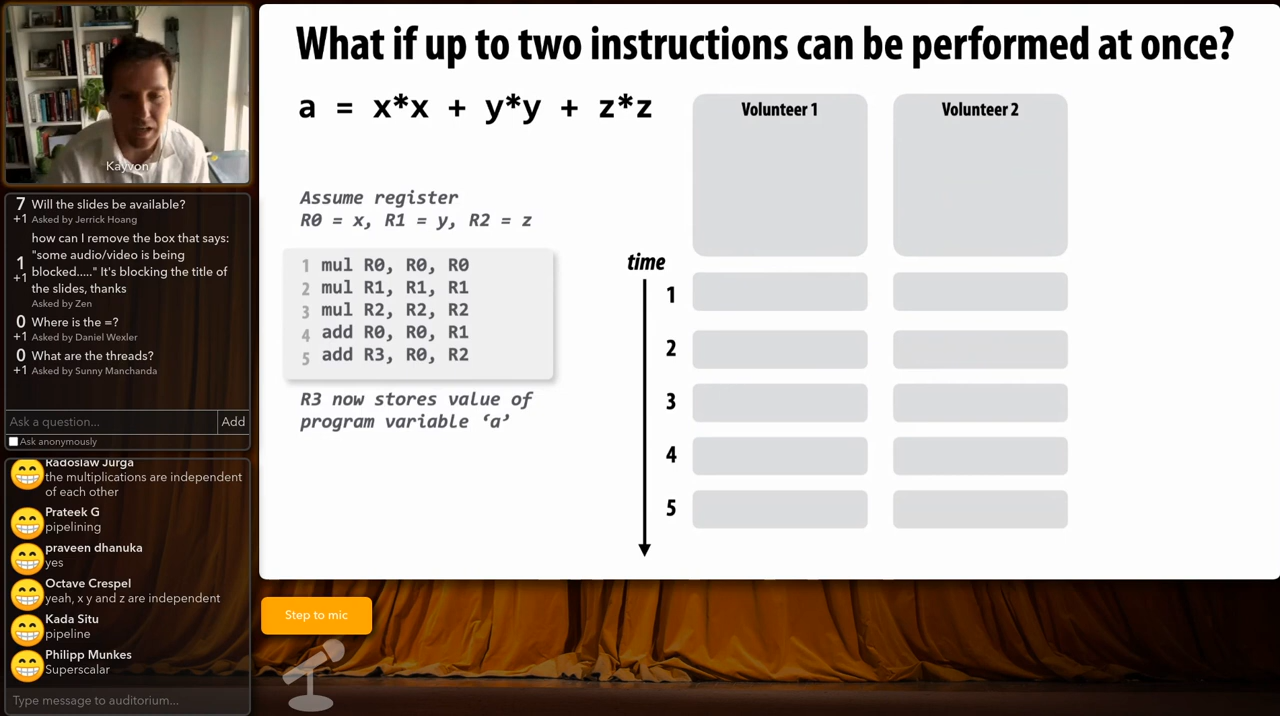 Kayvon
7 Will the slides be available?
+1 Asked by Jerrick Hoang
how can I remove the box that says:
"some audio/video is being
1 blocked....." It's blocking the title of
+1 the slides, thanks
Asked by Zen
0 Where is the =?
+1 Asked by Daniel Wexler
0 What are the threads?
+1 Asked by Sunny Manchanda
Ask a question... Add
Ask anonymously
Radoslaw Jurga
the multiplications are independent
of each other
Prateek G
pipelining
praveen dhanuka
yes
Octave Crespel
yeah, x y and z are independent
Kada Situ
pipeline
Philipp Munkes
Superscalar
Type message to auditorium...
What if up to two instructions can be performed at once?
a = x*x + y*y + z*z
Assume register
R0 = x, R1 = y, R2 = z
1 mul R0, R0, R0
2 mul R1, R1, R1
3 mul R2, R2, R2
4 add R0, R0, R1
5 add R3, R0, R2
R3 now stores value of
program variable ‘a’
Volunteer 1
Volunteer 2
time
1
2
3
4
5
Step to mic